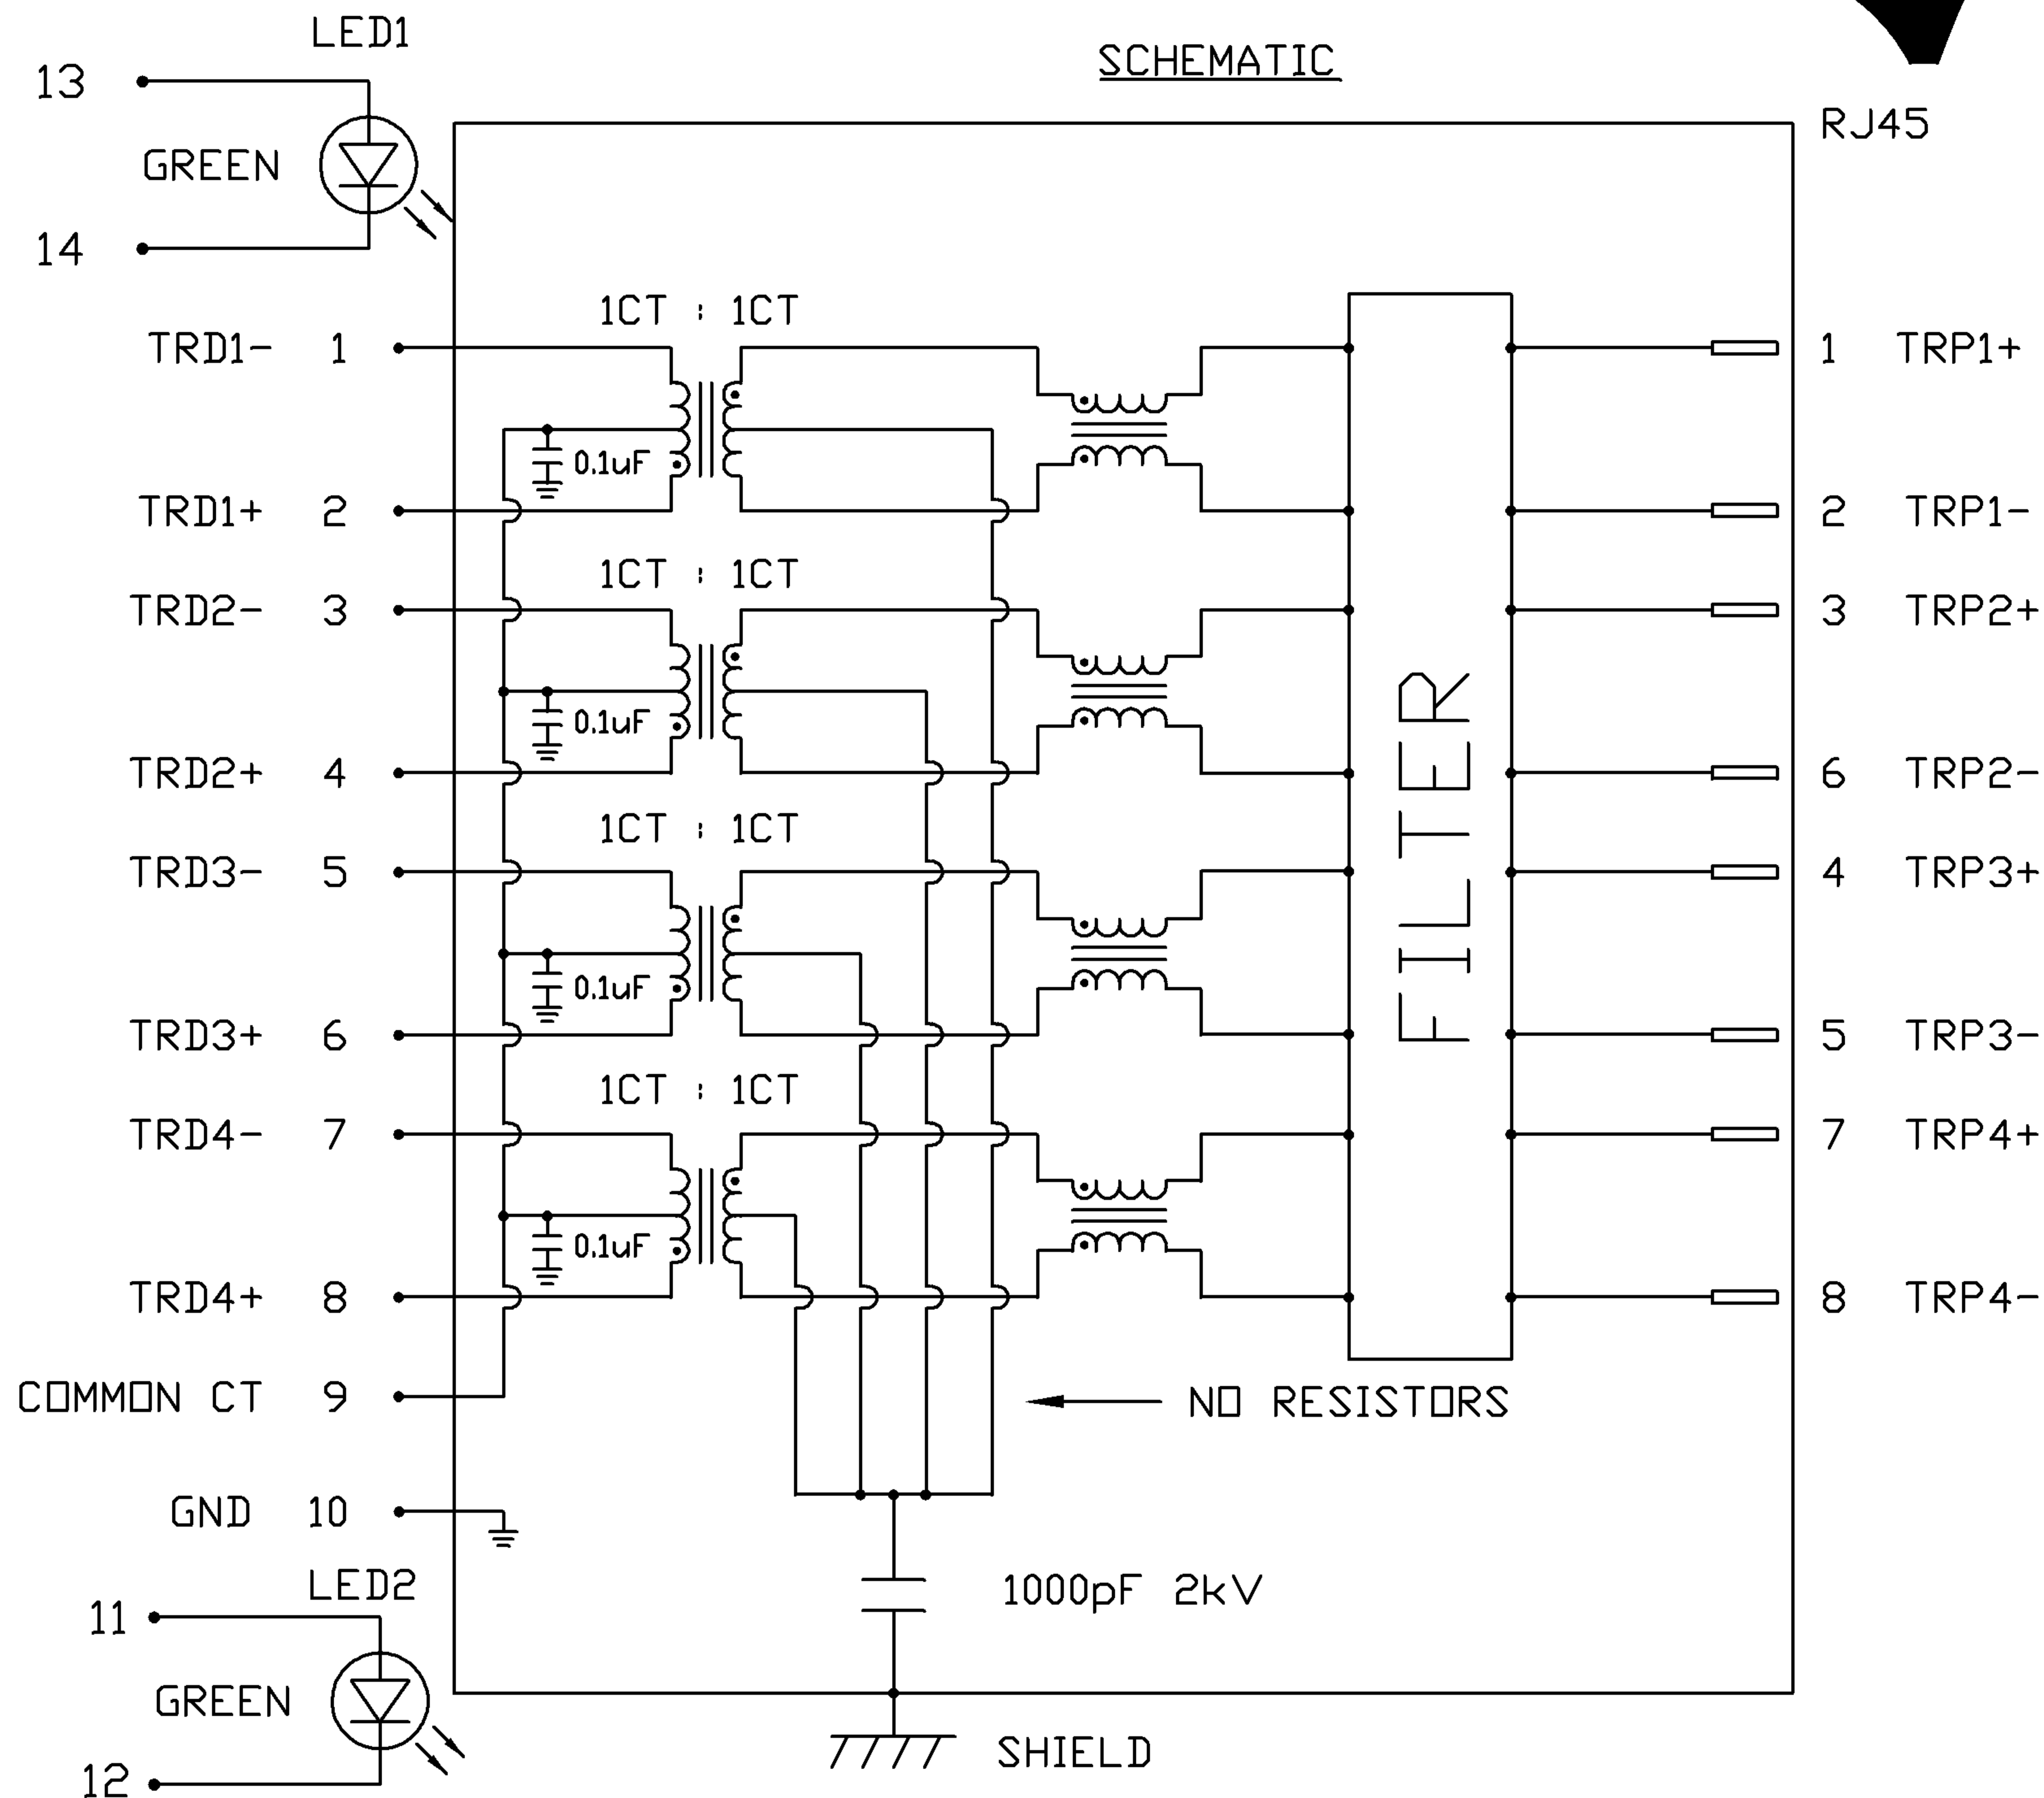 LED1
SCHEMATIC
13
RJ45
GREEN
14
1CT : 1CT
TRD1- 1
1 TRP1+
0.1uF
TRD1+ 2
2 TRP1-
1CT : 1CT
TRD2- 3
3 TRP2+
0.1uF
FILTER
TRD2+ 4
6 TRP2-
1CT : 1CT
TRD3- 5
4 TRP3+
0.1uF
TRD3+ 6
5 TRP3-
1CT : 1CT
TRD4- 7
7 TRP4+
0.1uF
TRD4+ 8
8 TRP4-
COMMON CT 9
NO RESISTORS
GND 10
LED2
1000pF 2kV
11
GREEN
SHIELD
12